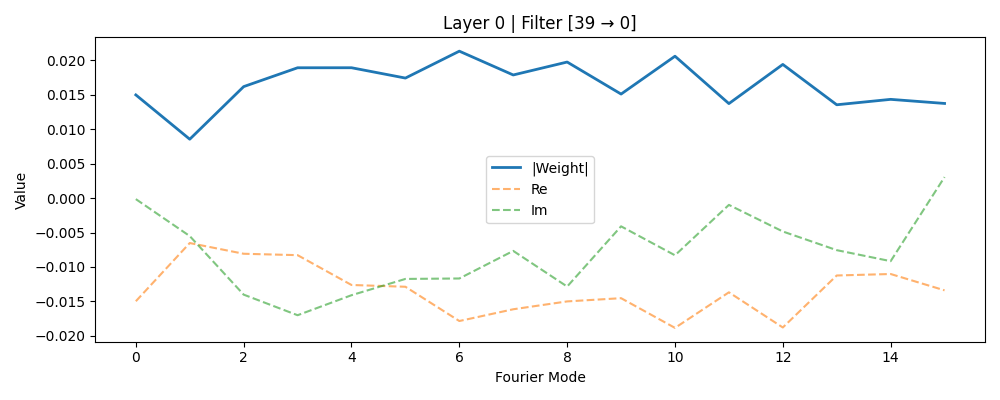 Layer 0 | Filter [39 → 0]
Value
0.020
0.015
0.010
0.005
0.000
−0.005
−0.010
−0.015
−0.020
|Weight|
Re
Im
0 2 4 6 8 10 12 14
Fourier Mode